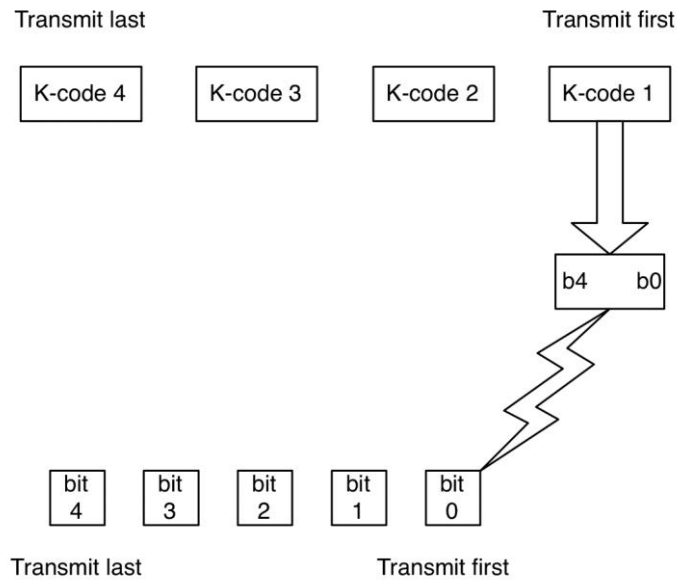 Transmit last Transmit first
K-code 4 K-code 3 K-code 2 K-code 1
b4 b0
bit bit bit bit bit
4 3 2 1 0
Transmit last Transmit first